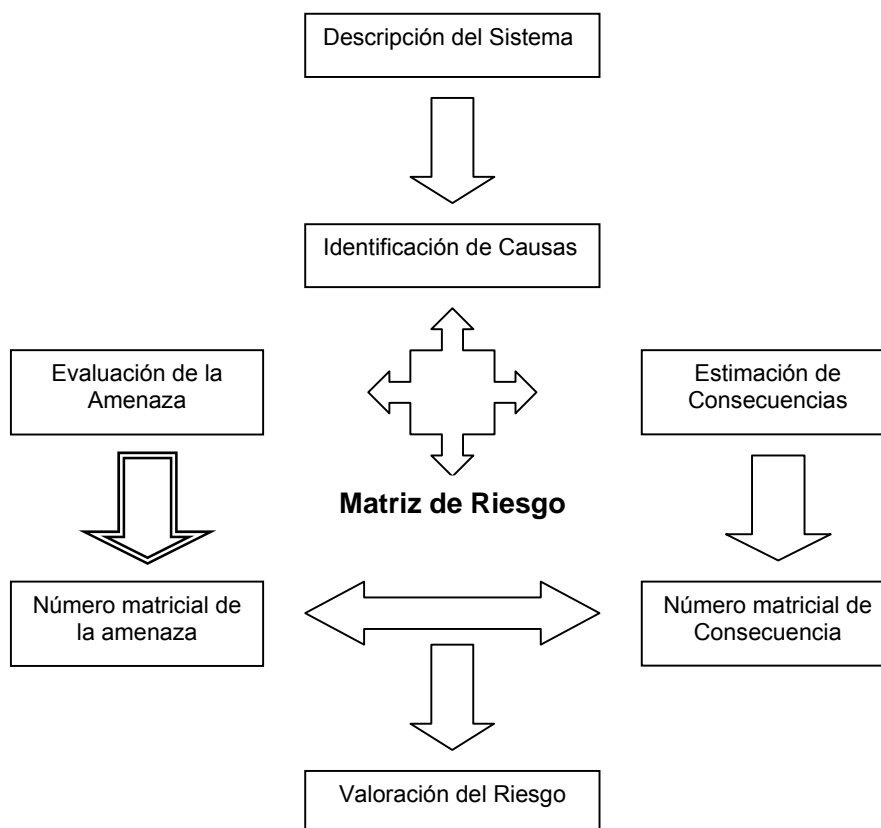 Descripción del Sistema
Identificación de Causas
Evaluación de la
Amenaza
Estimación de
Consecuencias
Matriz de Riesgo
Número matricial de
la amenaza
Número matricial de
Consecuencia
Valoración del Riesgo